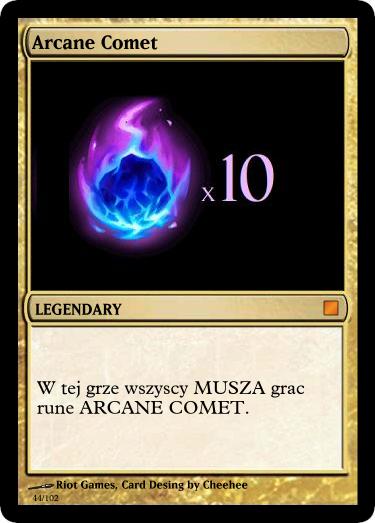 Arcane Comet
x 10
LEGENDARY
W tej grze wszyscy MUSZA grac
rune ARCANE COMET.
Riot Games, Card Desing by Cheehee
44/102